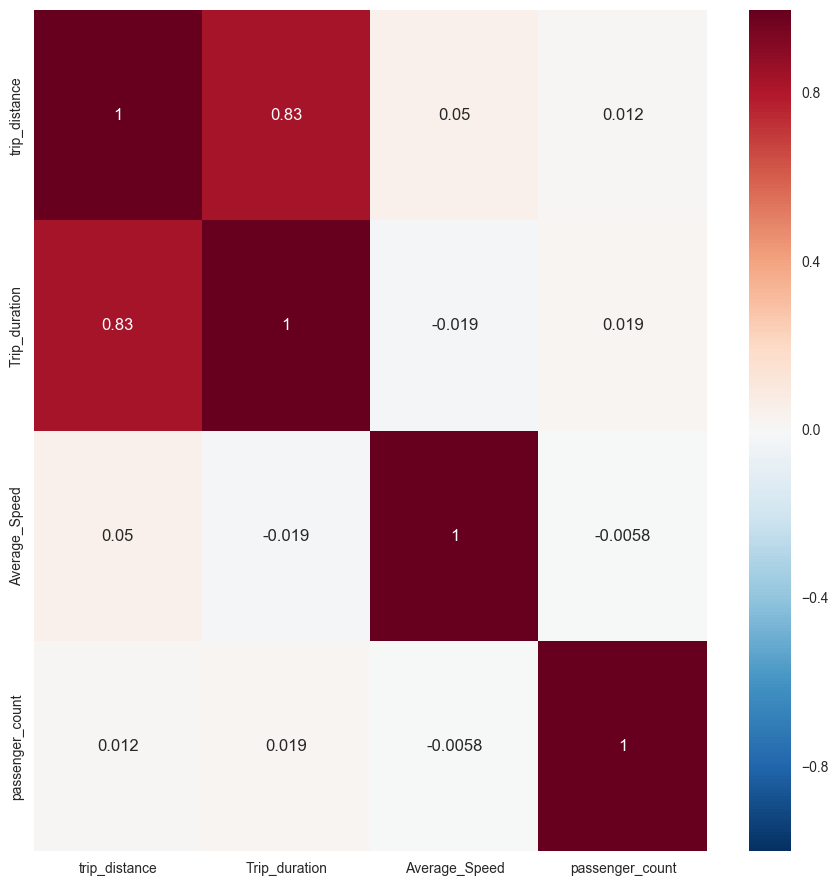 trip_distance
1
0.83
0.05
0.012
Trip_duration
0.83
1
-0.019
0.019
Average_Speed
0.05
-0.019
1
-0.0058
passenger_count
0.012
0.019
-0.0058
1
trip_distance
Trip_duration
Average_Speed
passenger_count
0.8
0.4
0.0
−0.4
−0.8